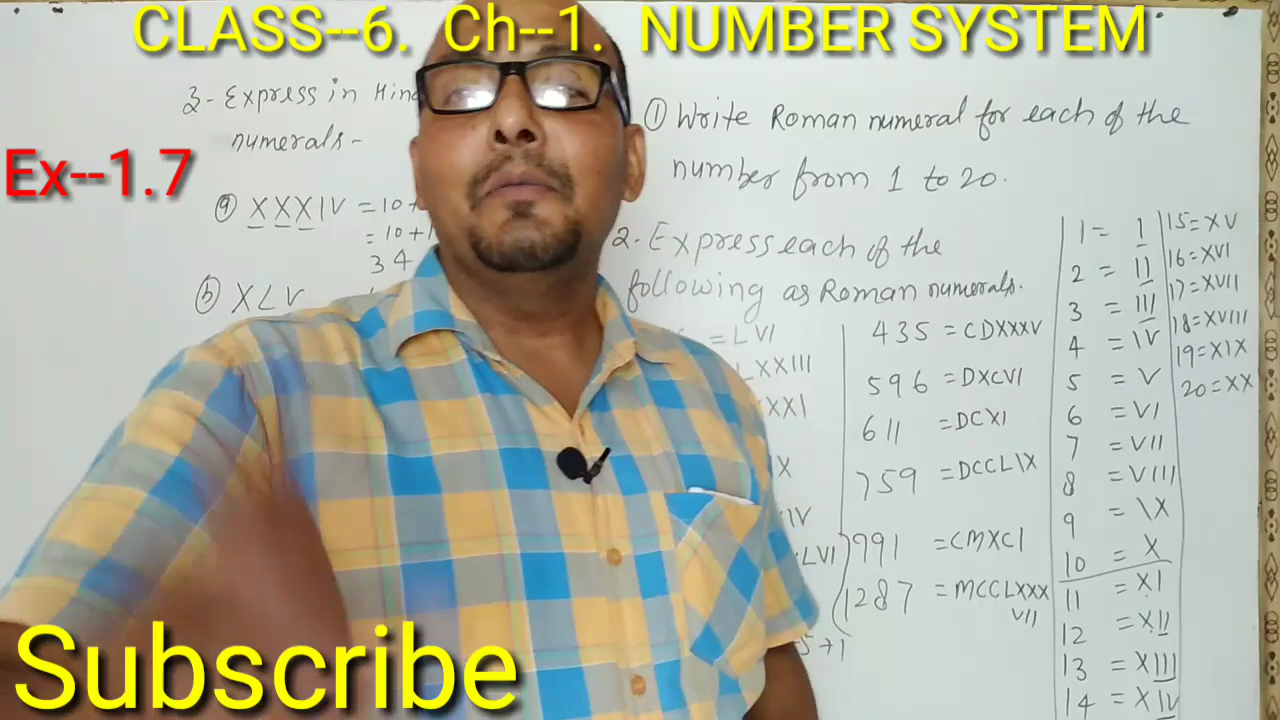 CLASS--6. Ch--1. NUMBER SYSTEM
Ex--1.7
3- Express in
numerals-
(a) XXXIV = 10+
= 10+
34
(b) XLV
① Write Roman numeral for each of the
number from 1 to 20.
2. Express each of the
following as Roman numerals.
= LVI
LXXIII
XXI
IX
XIV
LVI
5+1
435 = CDXXXV
596 = DXCVI
611 = DCXI
759 = DCCLIX
991 = CMXCI
1287 = MCCLXXX
VII
1 = I
2 = II
3 = III
4 = IV
5 = V
6 = VI
7 = VII
8 = VIII
9 = IX
10 = X
11 = XI
12 = XII
13 = XIII
14 = XIV
15 = XV
16 = XVI
17 = XVII
18 = XVIII
19 = XIX
20 = XX
Subscribe